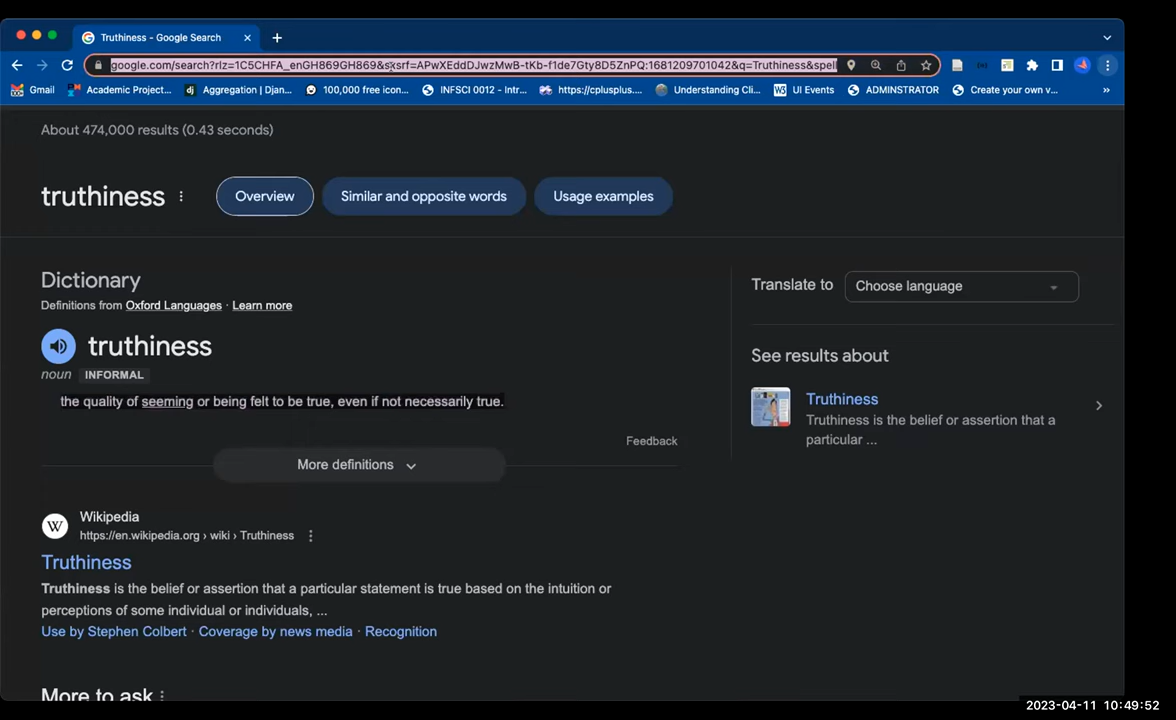 Truthiness - Google Search
google.com/search?rlz=1C5CHFA_enGH869GH869&sxsrf=APwXEddDJwzMwB-tKb-f1de7Gty8D5ZnPQ:1681209701042&q=Truthiness&spell
Gmail Academic Project... Aggregation | Djan... 100,000 free icon... INFSCI 0012 - Intr... https://cplusplus.... Understanding Cli... UI Events ADMINSTRATOR Create your own v... »
About 474,000 results (0.43 seconds)
truthiness Overview Similar and opposite words Usage examples
Dictionary
Definitions from Oxford Languages · Learn more
truthiness
noun INFORMAL
the quality of seeming or being felt to be true, even if not necessarily true.
Feedback
More definitions
Translate to Choose language
See results about
Truthiness
Truthiness is the belief or assertion that a
particular ...
W Wikipedia
https://en.wikipedia.org › wiki › Truthiness
Truthiness
Truthiness is the belief or assertion that a particular statement is true based on the intuition or
perceptions of some individual or individuals, ...
Use by Stephen Colbert · Coverage by news media · Recognition
More to ask
2023-04-11 10:49:52